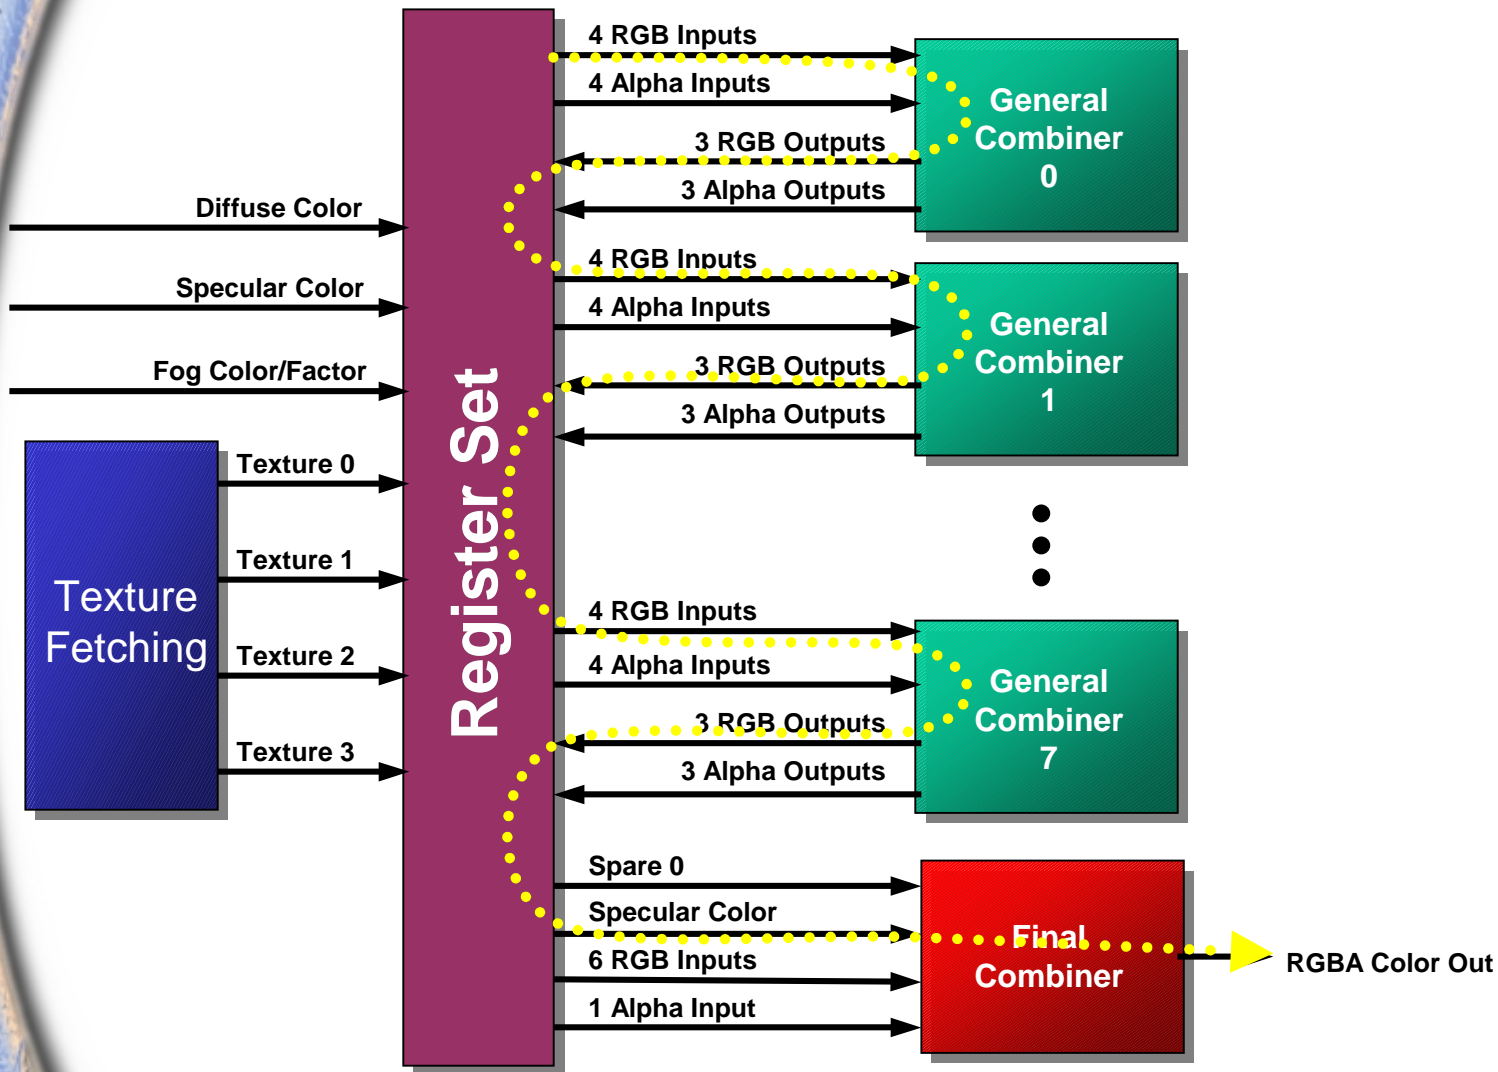 Diffuse Color
Specular Color
Fog Color/Factor
Texture
Fetching
Texture 0
Texture 1
Texture 2
Texture 3
Register Set
4 RGB Inputs
4 Alpha Inputs
3 RGB Outputs
3 Alpha Outputs
General
Combiner
0
4 RGB Inputs
4 Alpha Inputs
3 RGB Outputs
3 Alpha Outputs
General
Combiner
1
4 RGB Inputs
4 Alpha Inputs
3 RGB Outputs
3 Alpha Outputs
General
Combiner
7
Spare 0
Specular Color
6 RGB Inputs
1 Alpha Input
Final
Combiner
RGBA Color Out